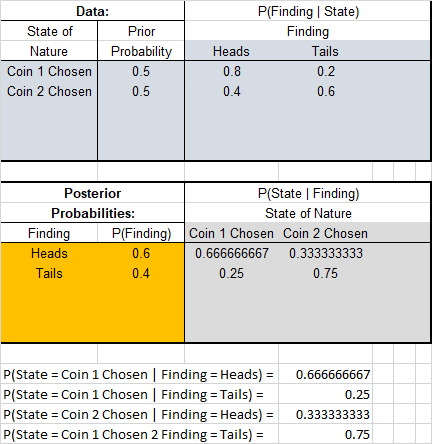 Data: P(Finding | State)
State of Prior Finding
Nature Probability Heads Tails
Coin 1 Chosen 0.5 0.8 0.2
Coin 2 Chosen 0.5 0.4 0.6
Posterior P(State | Finding)
Probabilities: State of Nature
Finding P(Finding) Coin 1 Chosen Coin 2 Chosen
Heads 0.6 0.666666667 0.333333333
Tails 0.4 0.25 0.75
P(State = Coin 1 Chosen | Finding = Heads) = 0.666666667
P(State = Coin 1 Chosen | Finding = Tails) = 0.25
P(State = Coin 2 Chosen | Finding = Heads) = 0.333333333
P(State = Coin 1 Chosen 2 Finding = Tails) = 0.75